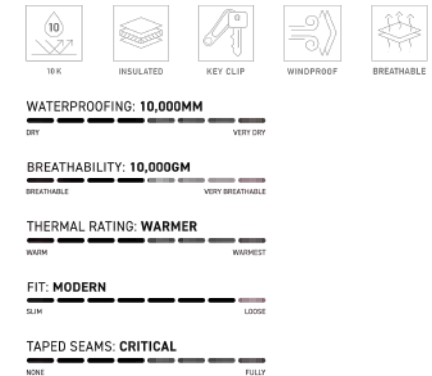 10
10 K
INSULATED
KEY CLIP
WINDPROOF
BREATHABLE
WATERPROOFING: 10,000MM
DRY VERY DRY
BREATHABILITY: 10,000GM
BREATHABLE VERY BREATHABLE
THERMAL RATING: WARMER
WARM WARMEST
FIT: MODERN
SLIM LOOSE
TAPED SEAMS: CRITICAL
NONE FULLY